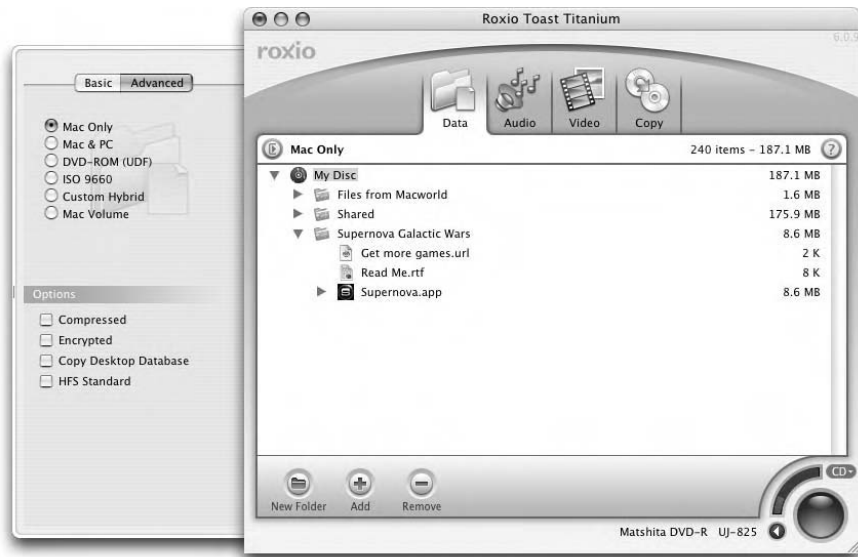 Roxio Toast Titanium
6.0.9
roxio
Basic Advanced
Mac Only
Mac & PC
DVD-ROM (UDF)
ISO 9660
Custom Hybrid
Mac Volume
Options
Compressed
Encrypted
Copy Desktop Database
HFS Standard
Data Audio Video Copy
Mac Only 240 items – 187.1 MB ?
My Disc 187.1 MB
Files from Macworld 1.6 MB
Shared 175.9 MB
Supernova Galactic Wars 8.6 MB
Get more games.url 2 K
Read Me.rtf 8 K
Supernova.app 8.6 MB
CD
New Folder Add Remove
Matshita DVD-R UJ-825